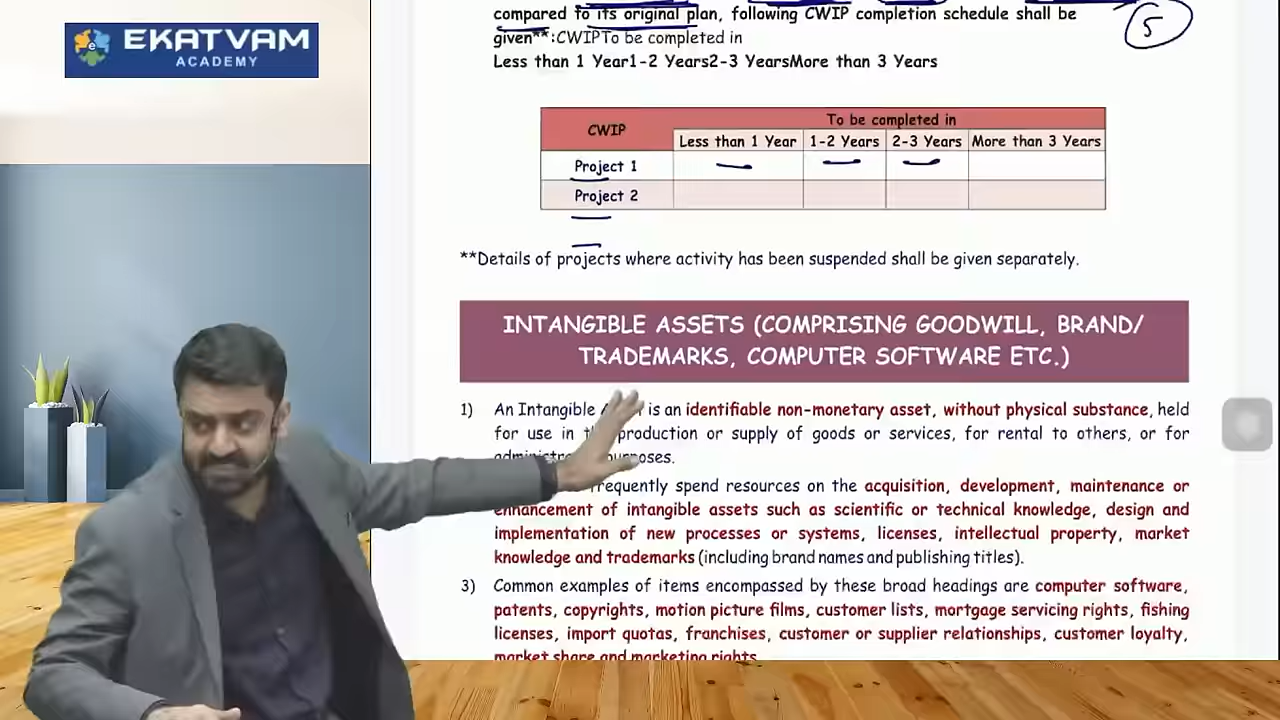 EKATVAM
ACADEMY
compared to its original plan, following CWIP completion schedule shall be
given**:CWIPTo be completed in
Less than 1 Year1-2 Years2-3 YearsMore than 3 Years
5
CWIP
To be completed in
Less than 1 Year 1-2 Years 2-3 Years More than 3 Years
Project 1
Project 2
**Details of projects where activity has been suspended shall be given separately.
INTANGIBLE ASSETS (COMPRISING GOODWILL, BRAND/
TRADEMARKS, COMPUTER SOFTWARE ETC.)
1) An Intangible is an identifiable non-monetary asset, without physical substance, held
for use in production or supply of goods or services, for rental to others, or for
frequently spend resources on the acquisition, development, maintenance or
enhancement of intangible assets such as scientific or technical knowledge, design and
implementation of new processes or systems, licenses, intellectual property, market
knowledge and trademarks (including brand names and publishing titles).
3) Common examples of items encompassed by these broad headings are computer software,
patents, copyrights, motion picture films, customer lists, mortgage servicing rights, fishing
licenses, import quotas, franchises, customer or supplier relationships, customer loyalty,
market share and marketing rights.